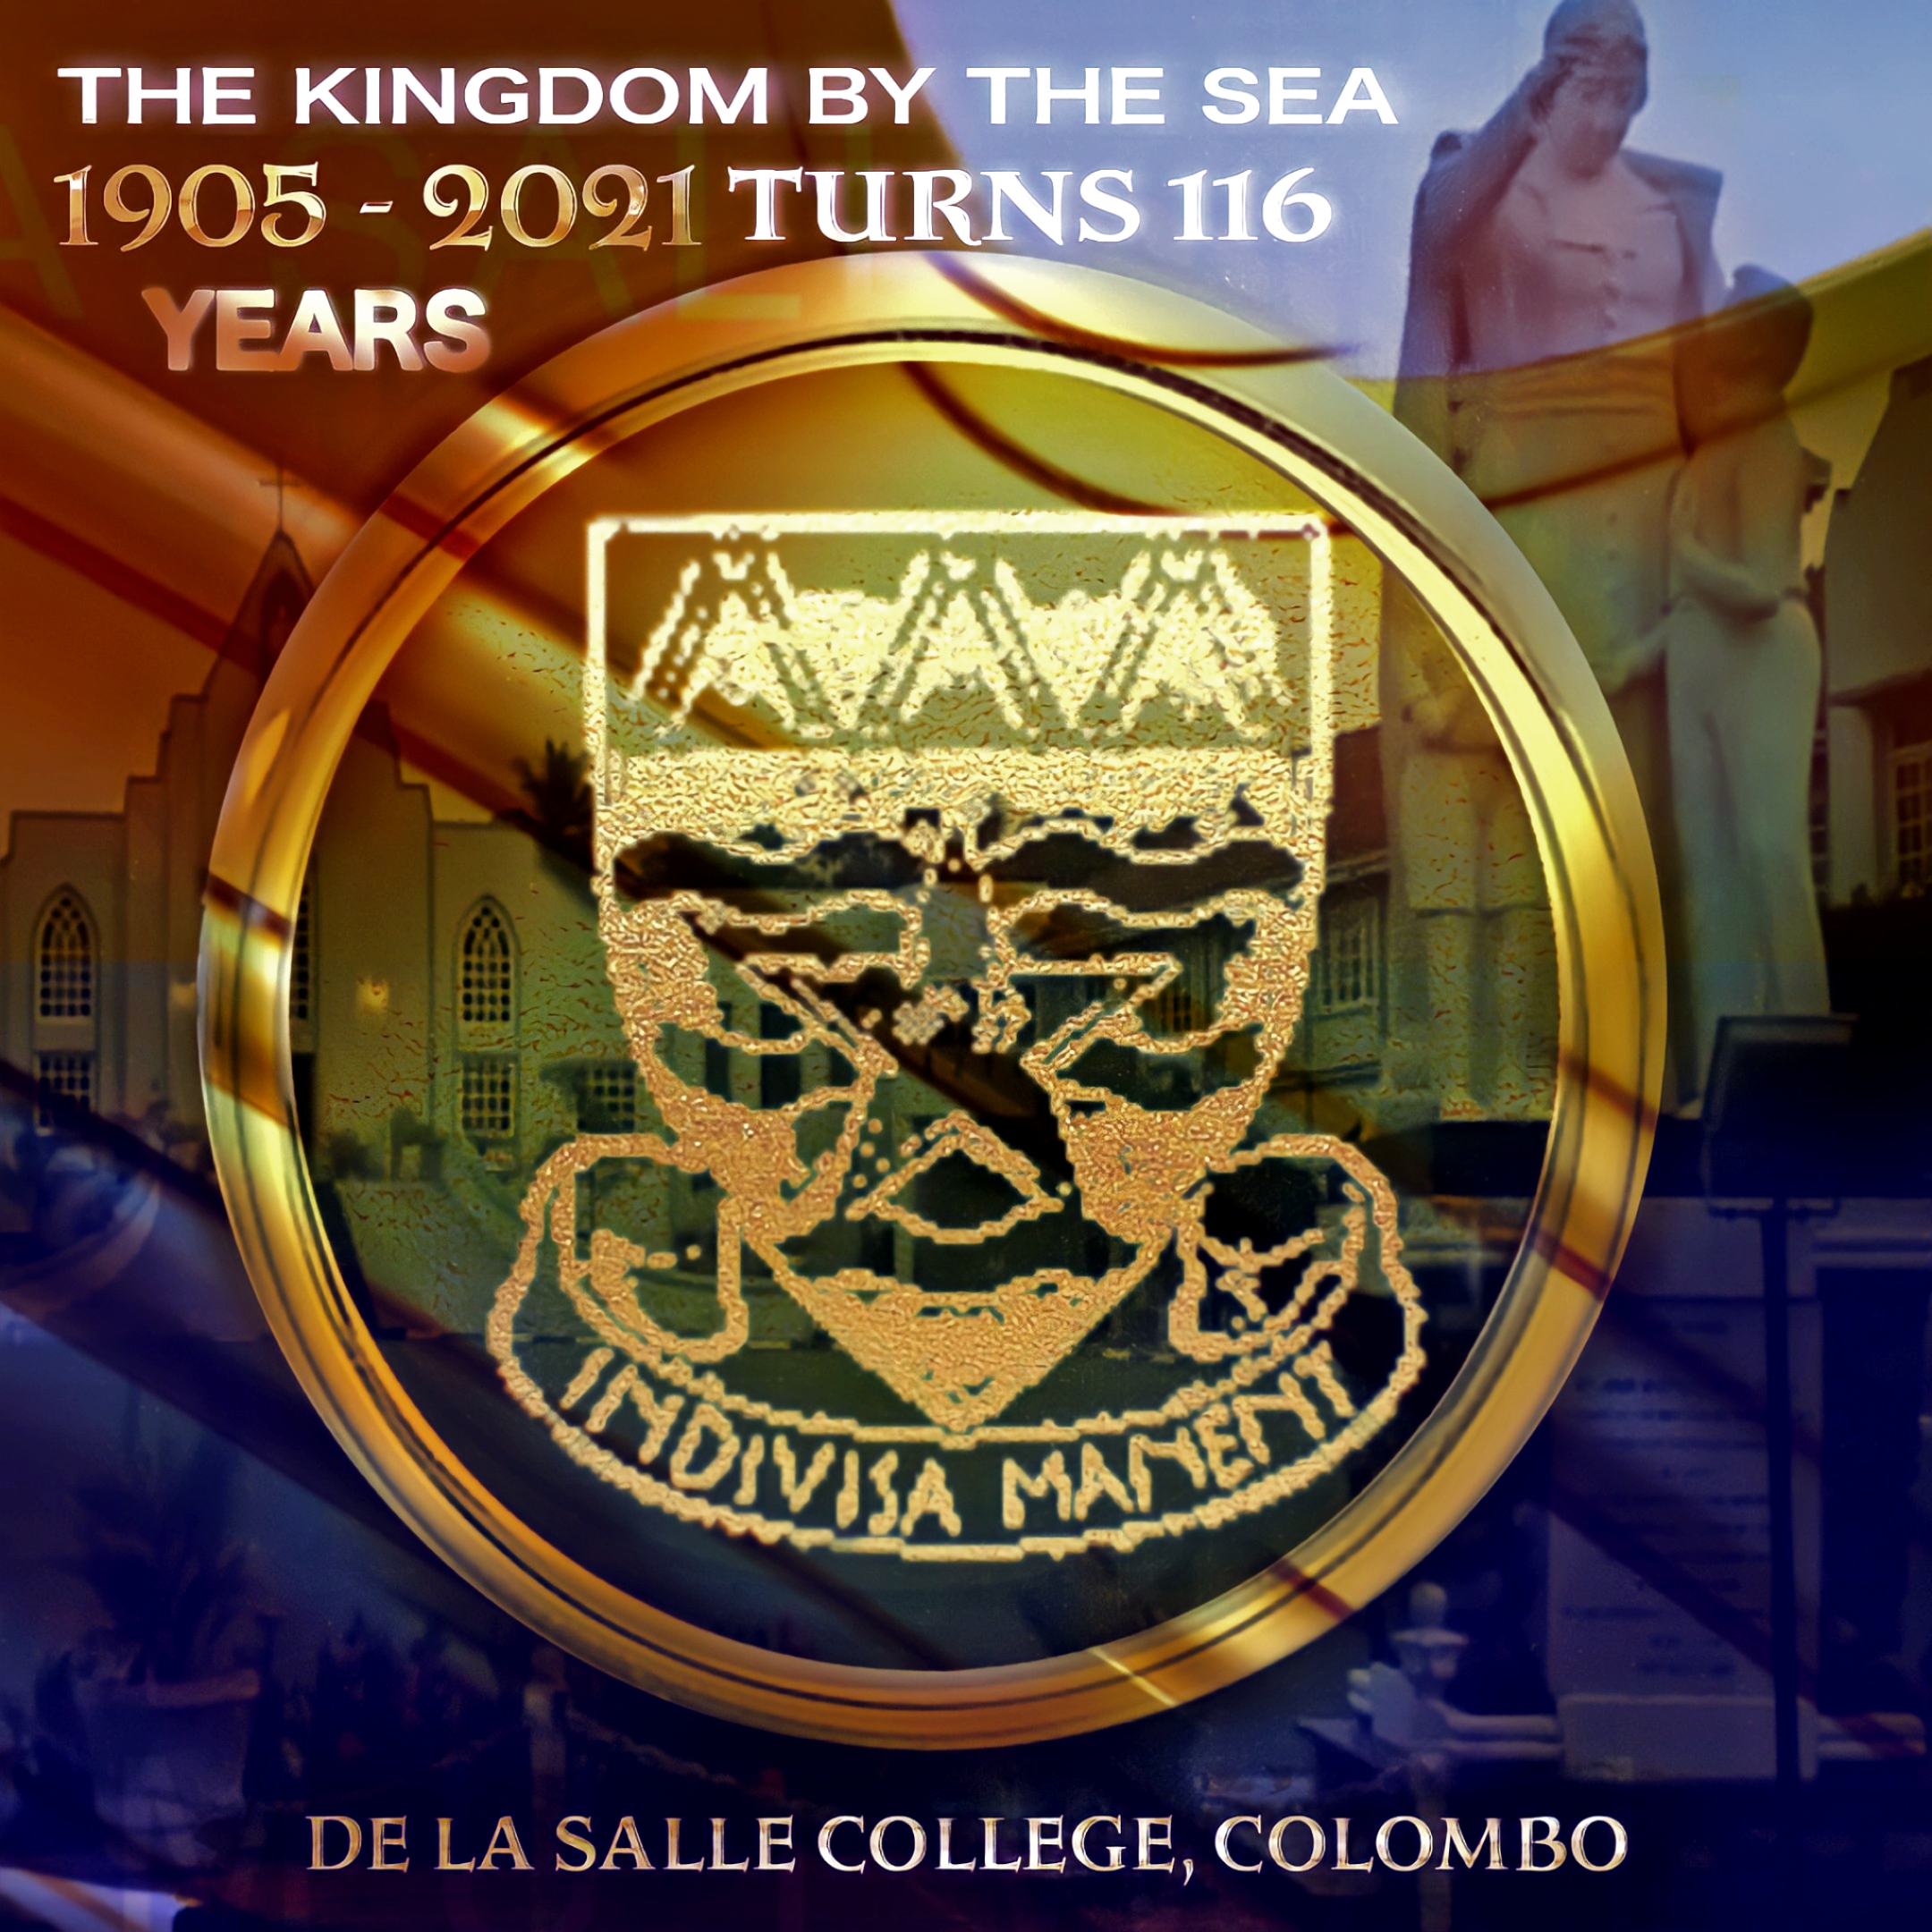 THE KINGDOM BY THE SEA
1905 - 2021 TURNS 116
YEARS
INDIVISA MANENT
DE LA SALLE COLLEGE, COLOMBO